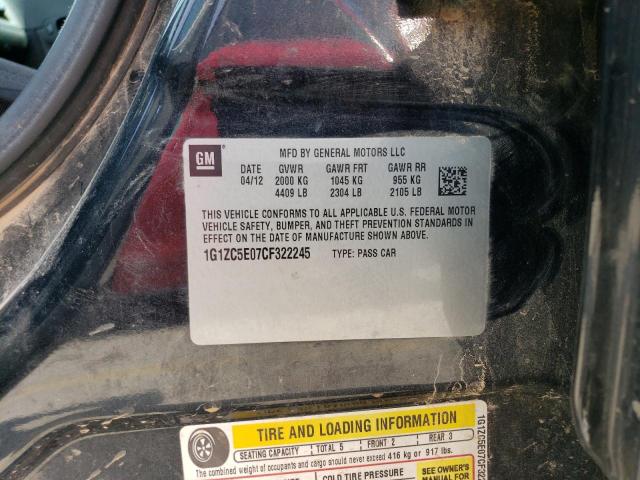 GM
MFD BY GENERAL MOTORS LLC
DATE GVWR GAWR FRT GAWR RR
04/12 2000 KG 1045 KG 955 KG
4409 LB 2304 LB 2105 LB
THIS VEHICLE CONFORMS TO ALL APPLICABLE U.S. FEDERAL MOTOR
VEHICLE SAFETY, BUMPER, AND THEFT PREVENTION STANDARDS
IN EFFECT ON THE DATE OF MANUFACTURE SHOWN ABOVE.
1G1ZC5E07CF322245 TYPE: PASS CAR
TIRE AND LOADING INFORMATION
SEATING CAPACITY TOTAL 5 FRONT 2 REAR 3
The combined weight of occupants and cargo should never exceed 416 kg or 917 lbs.
COLD TIRE PRESSURE
SEE OWNER'S
MANUAL FOR
1G1ZC5E07CF322